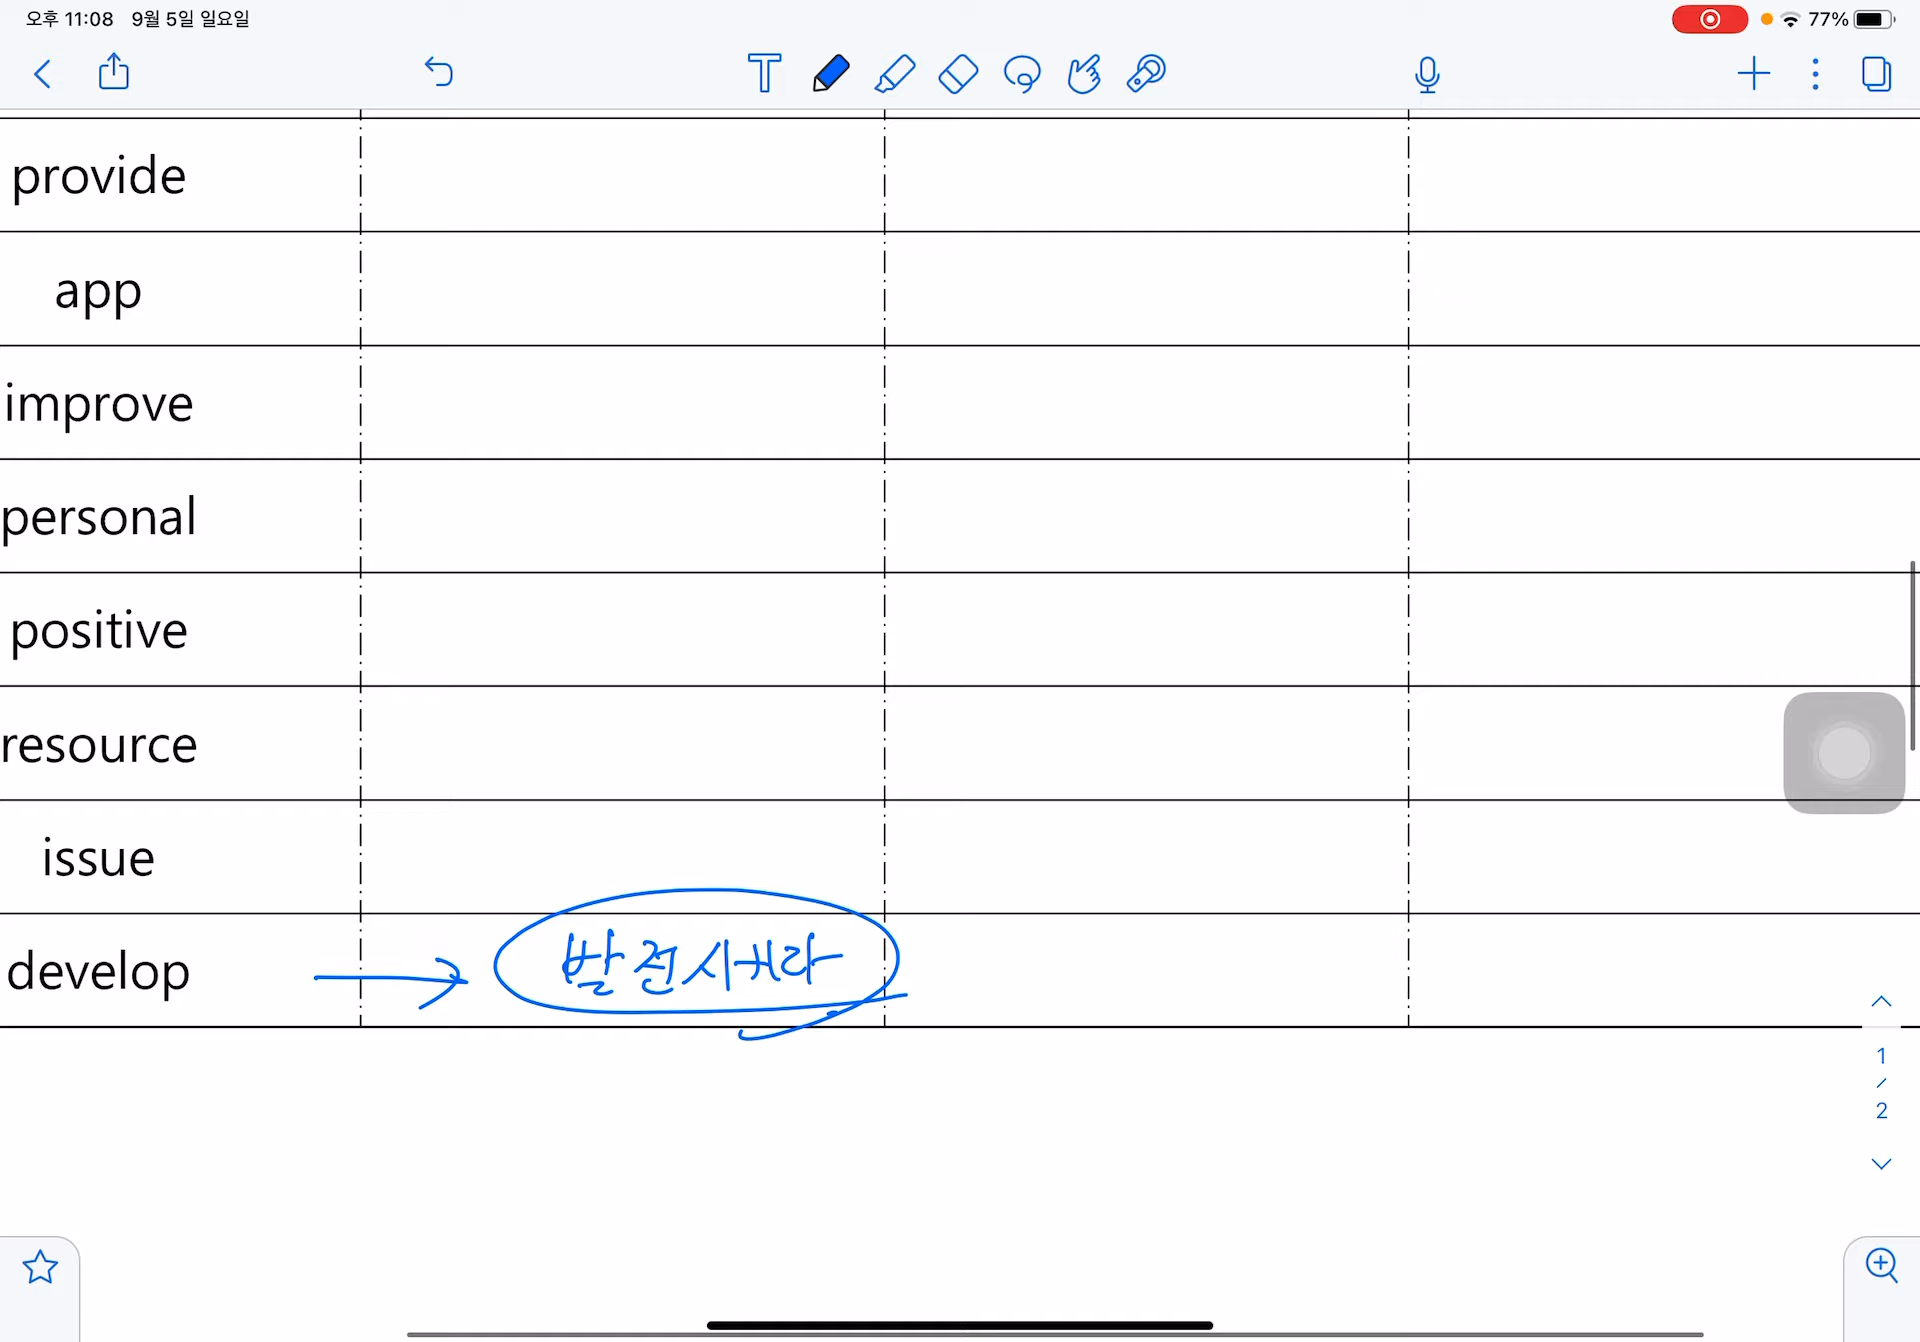 오후 11:08 9월 5일 일요일 77%
provide
app
improve
personal
positive
resource
issue
develop → 발전시키다
1
/
2